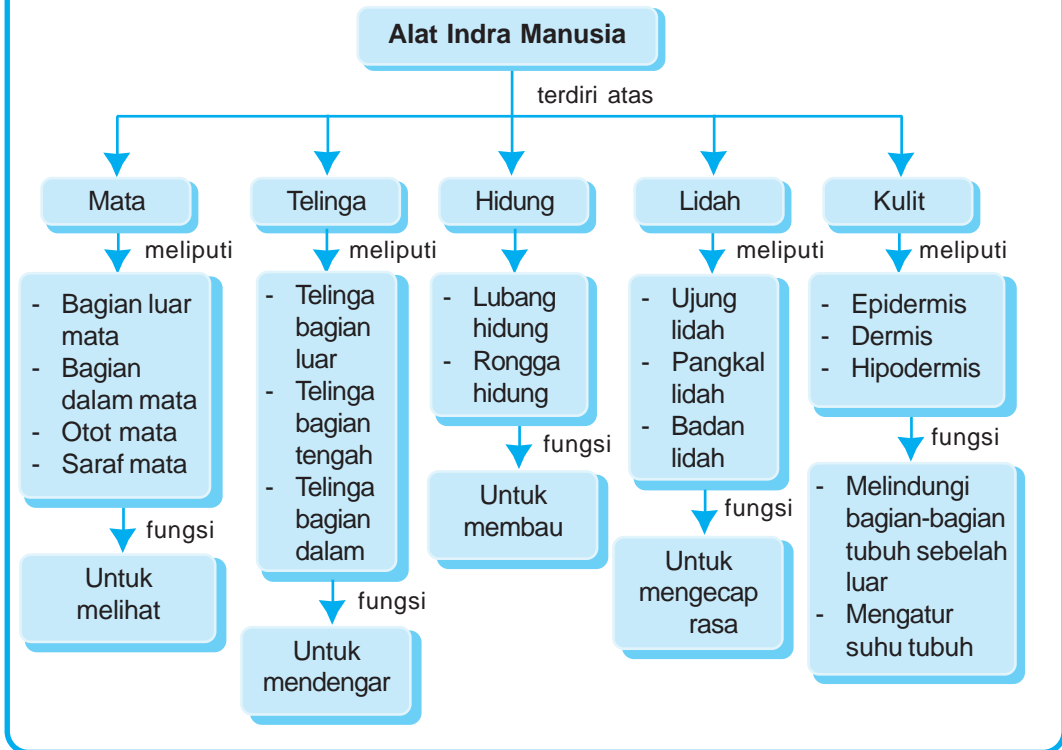 Alat Indra Manusia
terdiri atas
Mata
Telinga
Hidung
Lidah
Kulit
meliputi
meliputi
meliputi
meliputi
- Bagian luar
mata
- Bagian
dalam mata
- Otot mata
- Saraf mata
fungsi
Untuk
melihat
- Telinga
bagian
luar
- Telinga
bagian
tengah
- Telinga
bagian
dalam
fungsi
Untuk
mendengar
- Lubang
hidung
- Rongga
hidung
fungsi
Untuk
membau
- Ujung
lidah
- Pangkal
lidah
- Badan
lidah
fungsi
Untuk
mengecap
rasa
- Epidermis
- Dermis
- Hipodermis
fungsi
- Melindungi
bagian-bagian
tubuh sebelah
luar
- Mengatur
suhu tubuh